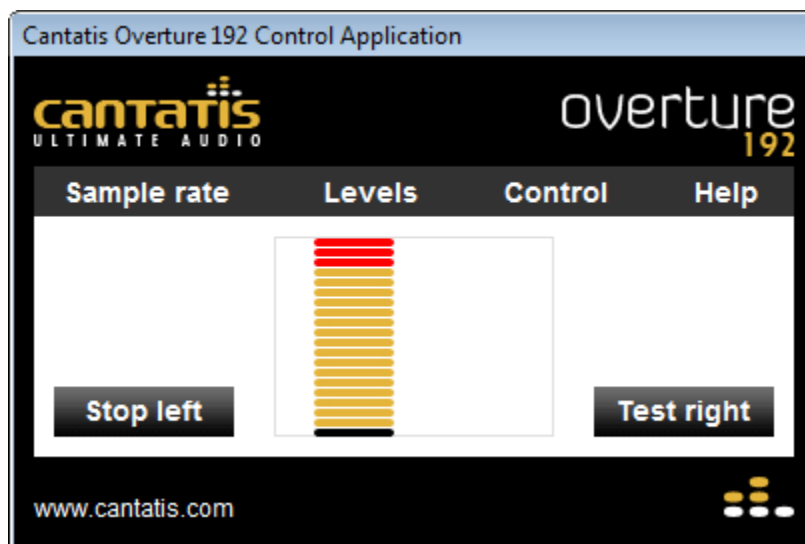 Cantatis Overture 192 Control Application
cantatis
ULTIMATE AUDIO
overture
192
Sample rate Levels Control Help
Stop left Test right
www.cantatis.com